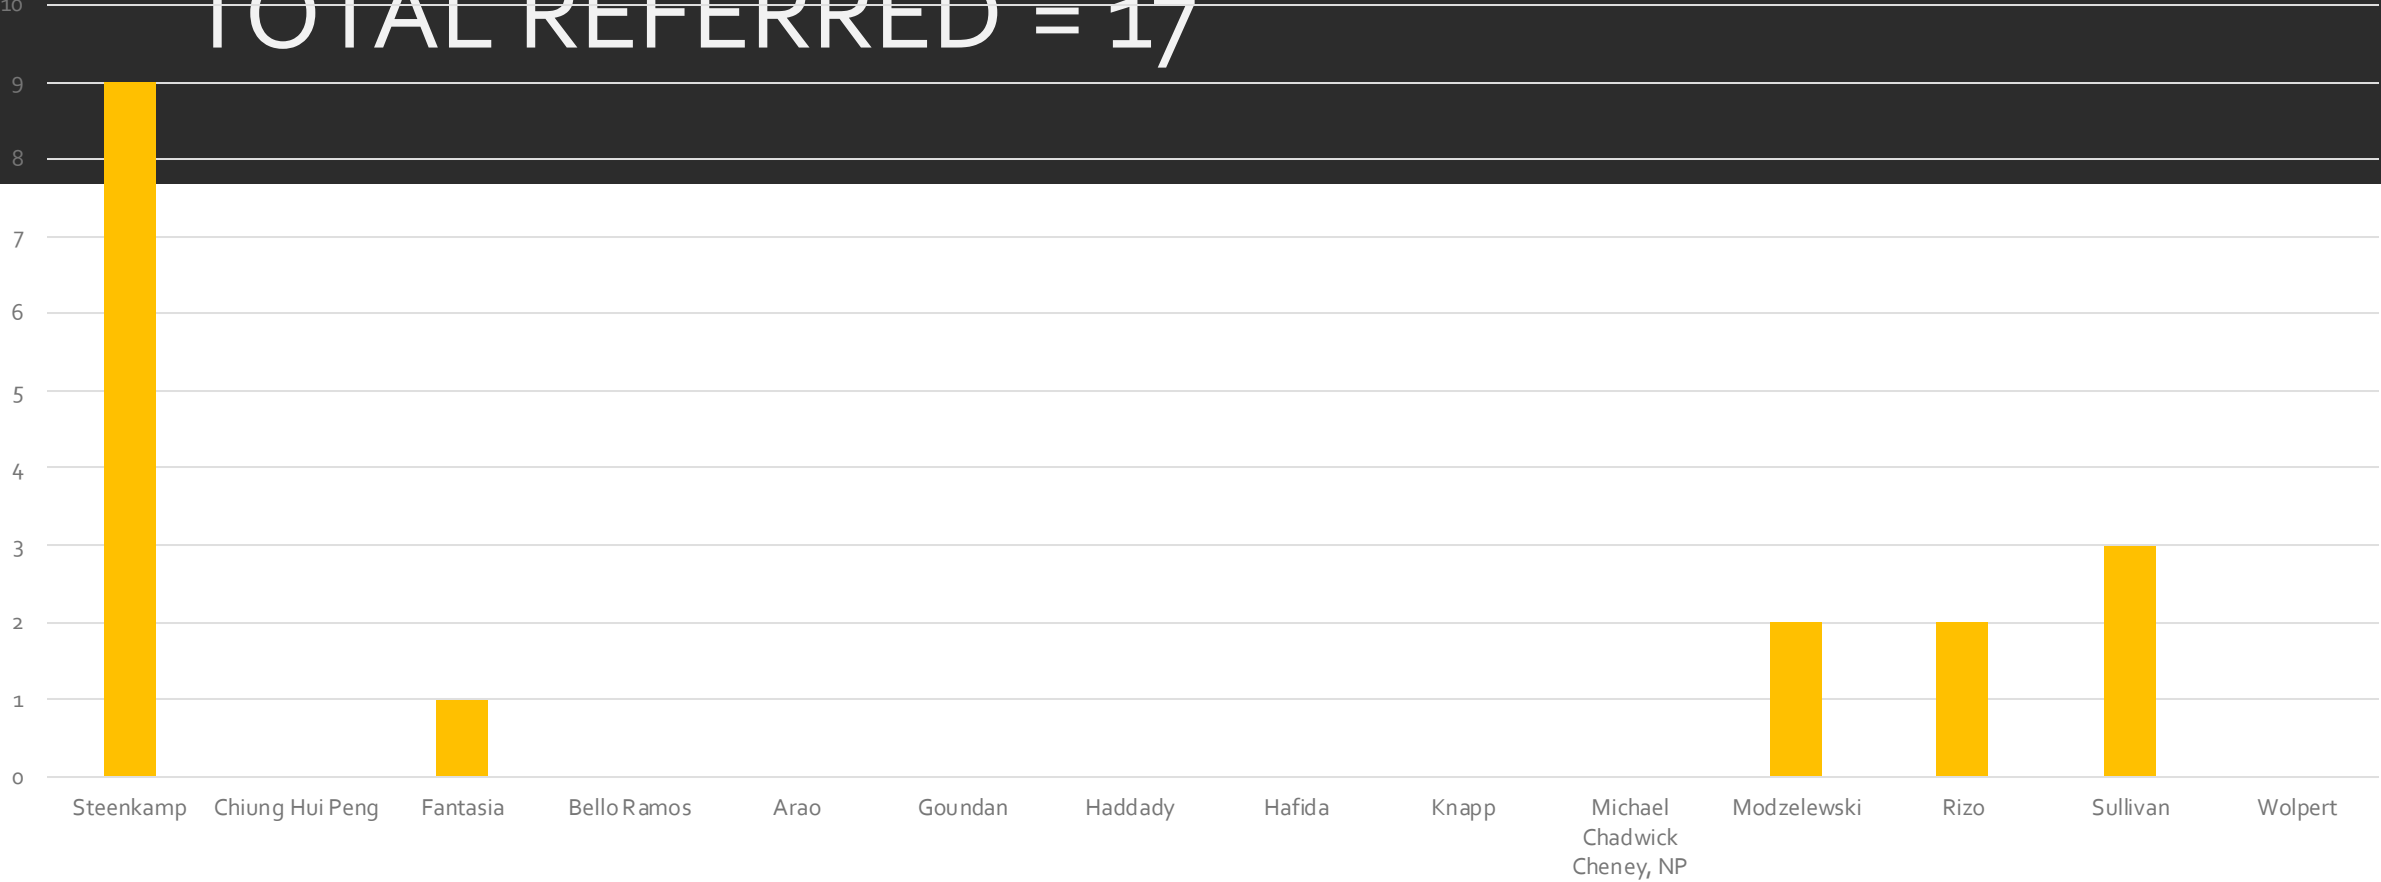 TOTAL REFERRED = 17
10
9
8
7
6
5
4
3
2
1
0
Steenkamp
Chiung Hui Peng
Fantasia
Bello Ramos
Arao
Goundan
Haddady
Hafida
Knapp
Michael
Chadwick
Cheney, NP
Modzelewski
Rizo
Sullivan
Wolpert